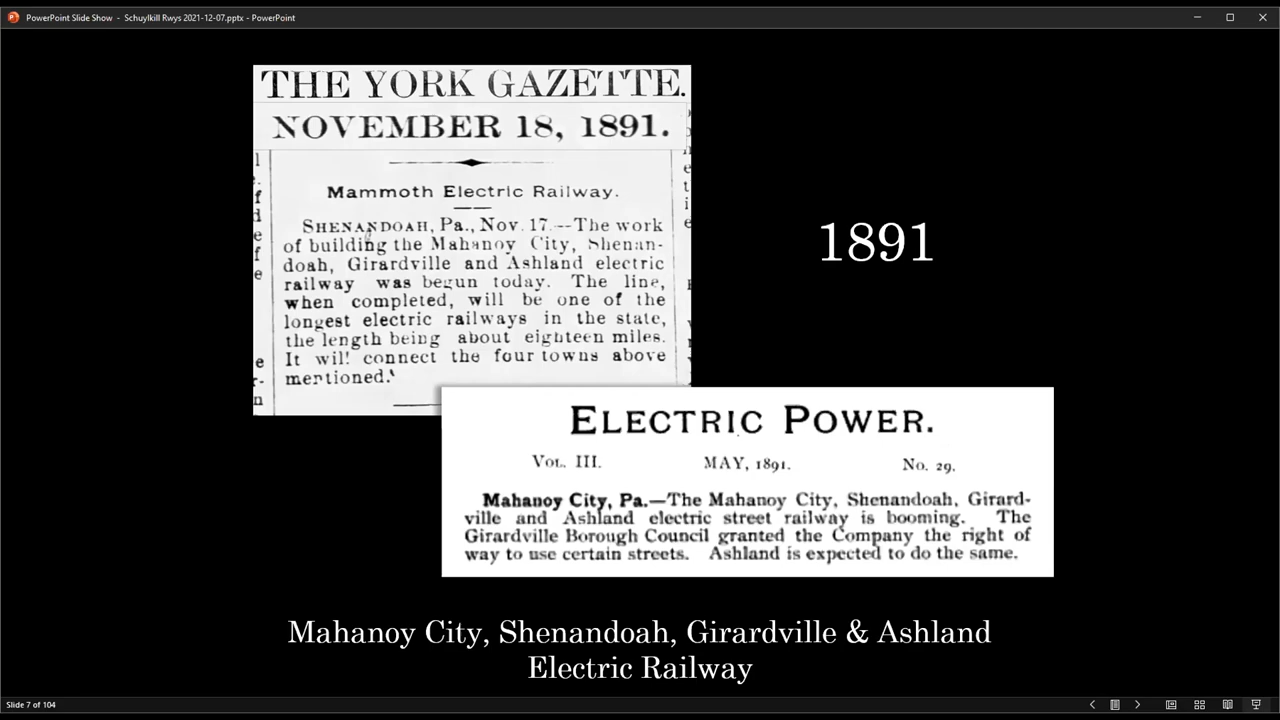 PowerPoint Slide Show - Schuylkill Rwys 2021-12-07.pptx - PowerPoint
THE YORK GAZETTE.
NOVEMBER 18, 1891.
Mammoth Electric Railway.
SHENANDOAH, Pa., Nov. 17.--The work
of building the Mahanoy City, Shenan-
doah, Girardville and Ashland electric
railway was begun today. The line,
when completed, will be one of the
longest electric railways in the state,
the length being about eighteen miles.
It will connect the four towns above
mentioned.
1891
ELECTRIC POWER.
VOL. III. MAY, 1891. No. 29.
Mahanoy City, Pa.—The Mahanoy City, Shenandoah, Girard-
ville and Ashland electric street railway is booming. The
Girardville Borough Council granted the Company the right of
way to use certain streets. Ashland is expected to do the same.
Mahanoy City, Shenandoah, Girardville & Ashland
Electric Railway
Slide 7 of 104